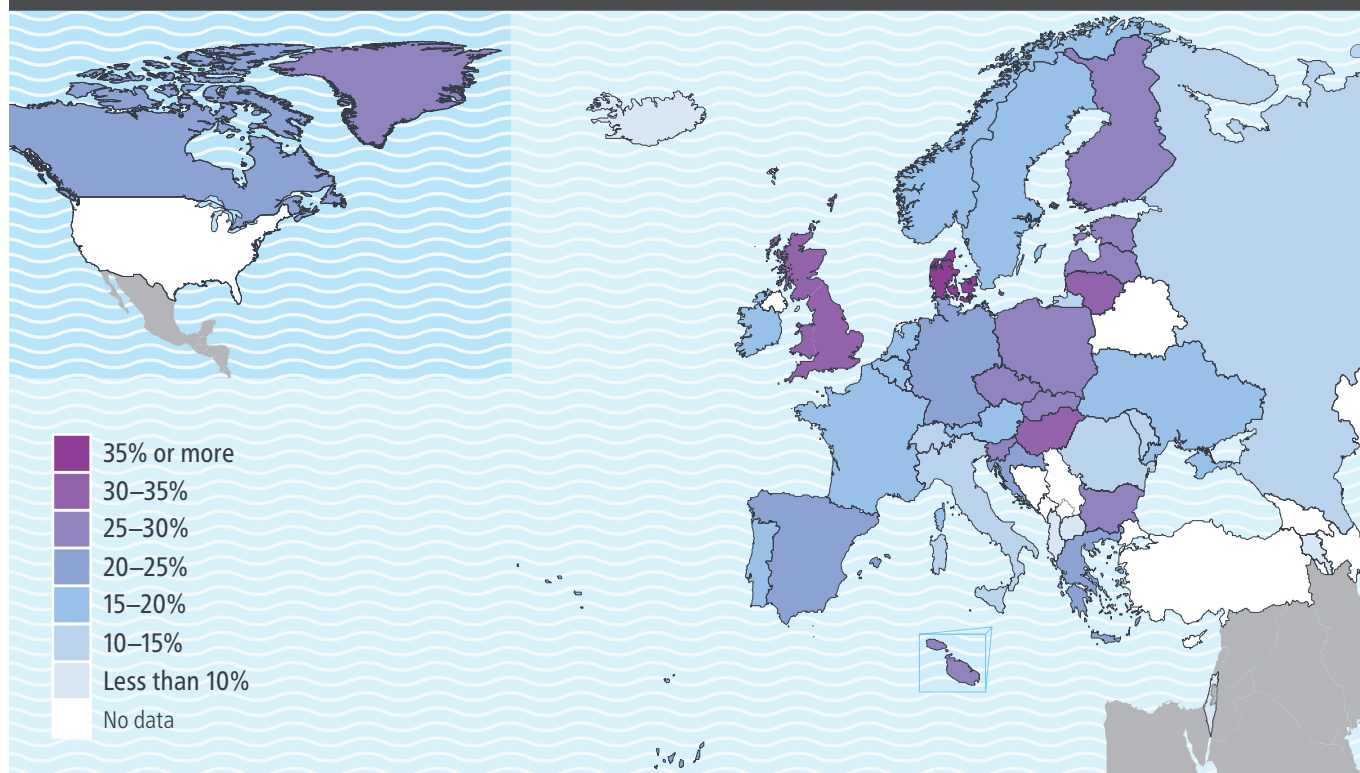 35% or more
30–35%
25–30%
20–25%
15–20%
10–15%
Less than 10%
No data